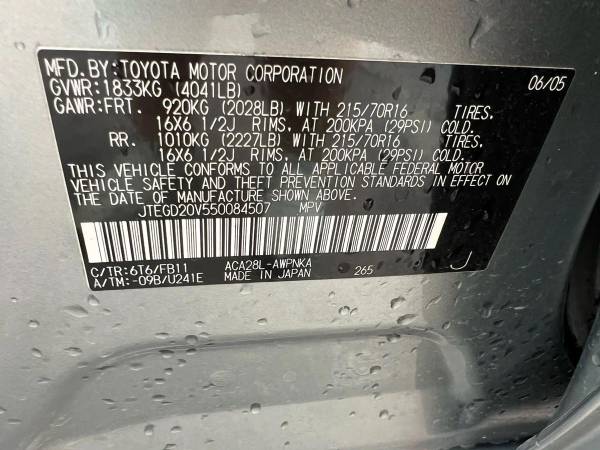 MFD.BY:TOYOTA MOTOR CORPORATION 06/05
GVWR:1833KG (4041LB)
GAWR:FRT. 920KG (2028LB) WITH 215/70R16 TIRES,
16X6 1/2J RIMS, AT 200KPA (29PSI) COLD.
RR. 1010KG (2227LB) WITH 215/70R16 TIRES,
16X6 1/2J RIMS, AT 200KPA (29PSI) COLD.
THIS VEHICLE CONFORMS TO ALL APPLICABLE FEDERAL MOTOR
VEHICLE SAFETY AND THEFT PREVENTION STANDARDS IN EFFECT ON
THE DATE OF MANUFACTURE SHOWN ABOVE.
JTEGD20V550084507 MPV
C/TR:6T6/FB11 ACA28L-AWPNKA
A/TM:-09B/U241E MADE IN JAPAN 265 J